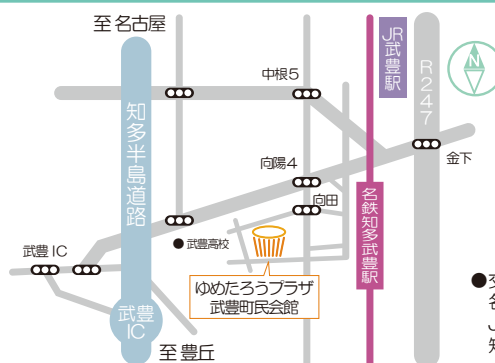 至 名古屋
JR武豊駅
R247
N
中根5
知多半島道路
向陽4
金下
向田
名鉄知多武豊駅
武豊 IC
● 武豊高校
ゆめたろうプラザ
武豊町民会館
武豊
IC
至 豊丘